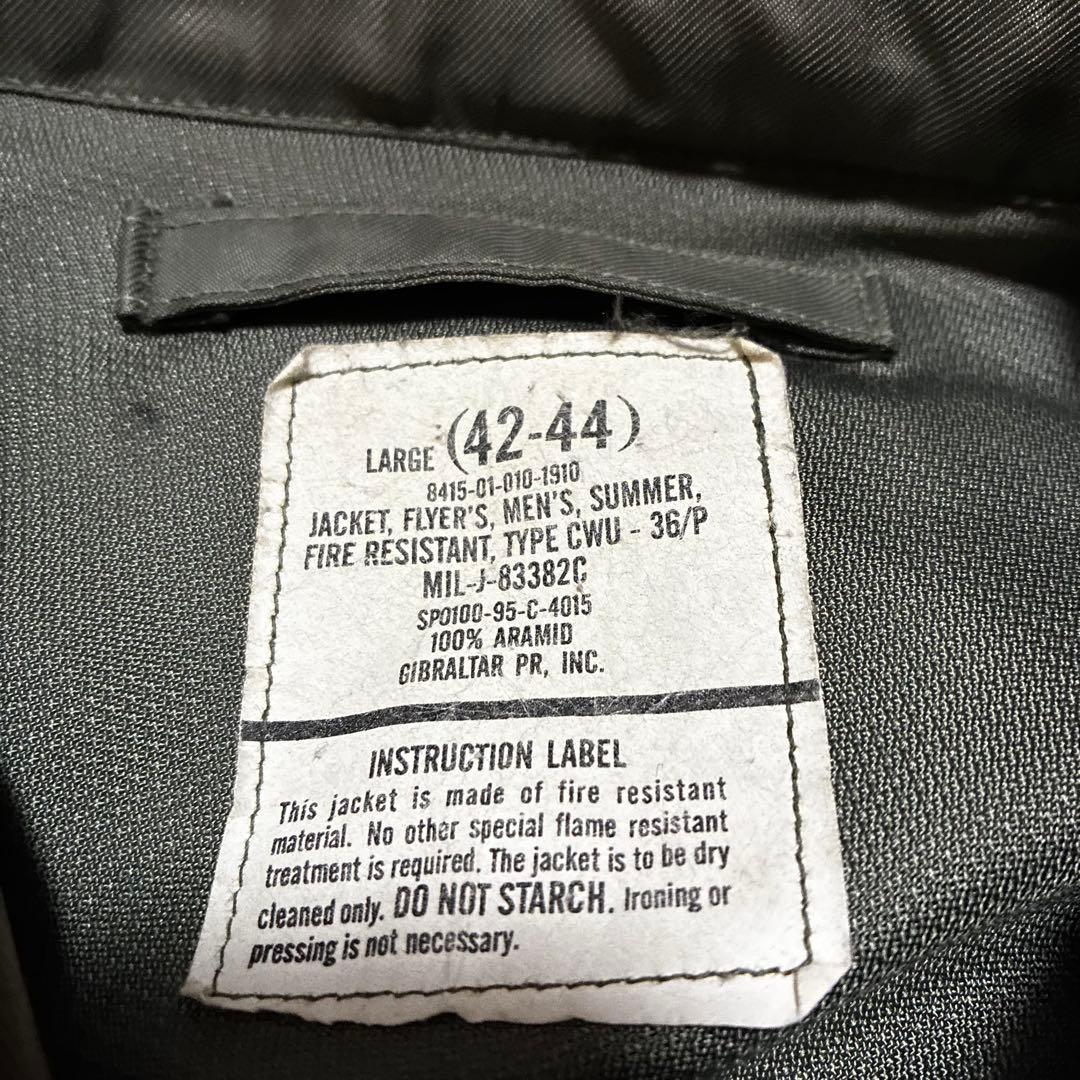 LARGE (42-44)
8415-01-010-1910
JACKET, FLYER'S, MEN'S, SUMMER,
FIRE RESISTANT, TYPE CWU - 36/P
MIL-J-83382C
SP0100-95-C-4015
100% ARAMID
GIBRALTAR PR, INC.
INSTRUCTION LABEL
This jacket is made of fire resistant
material. No other special flame resistant
treatment is required. The jacket is to be dry
cleaned only. DO NOT STARCH. Ironing or
pressing is not necessary.